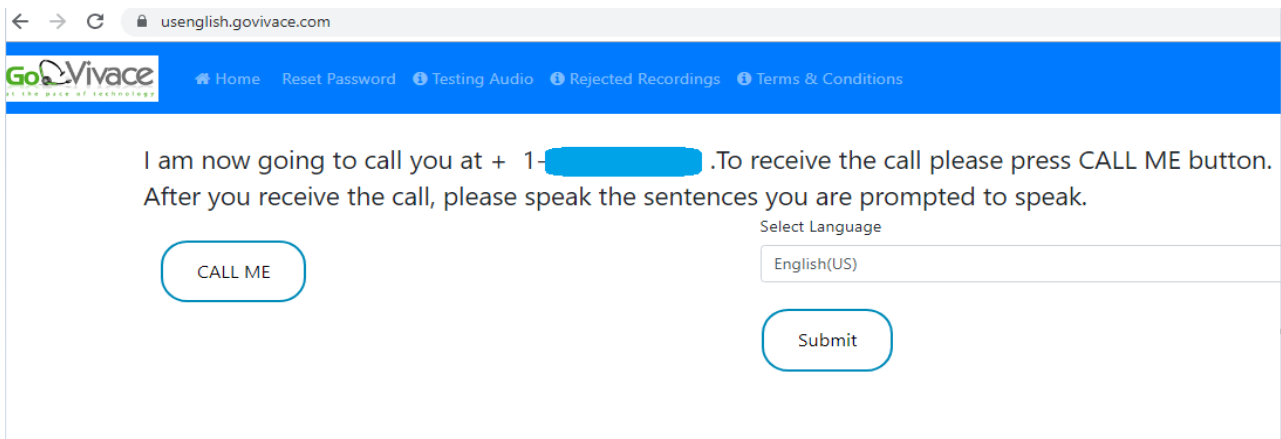 usenglish.govivace.com
GoVivace
at the pace of technology
Home Reset Password Testing Audio Rejected Recordings Terms & Conditions
I am now going to call you at + 1- .To receive the call please press CALL ME button.
After you receive the call, please speak the sentences you are prompted to speak.
Select Language
CALL ME
English(US)
Submit